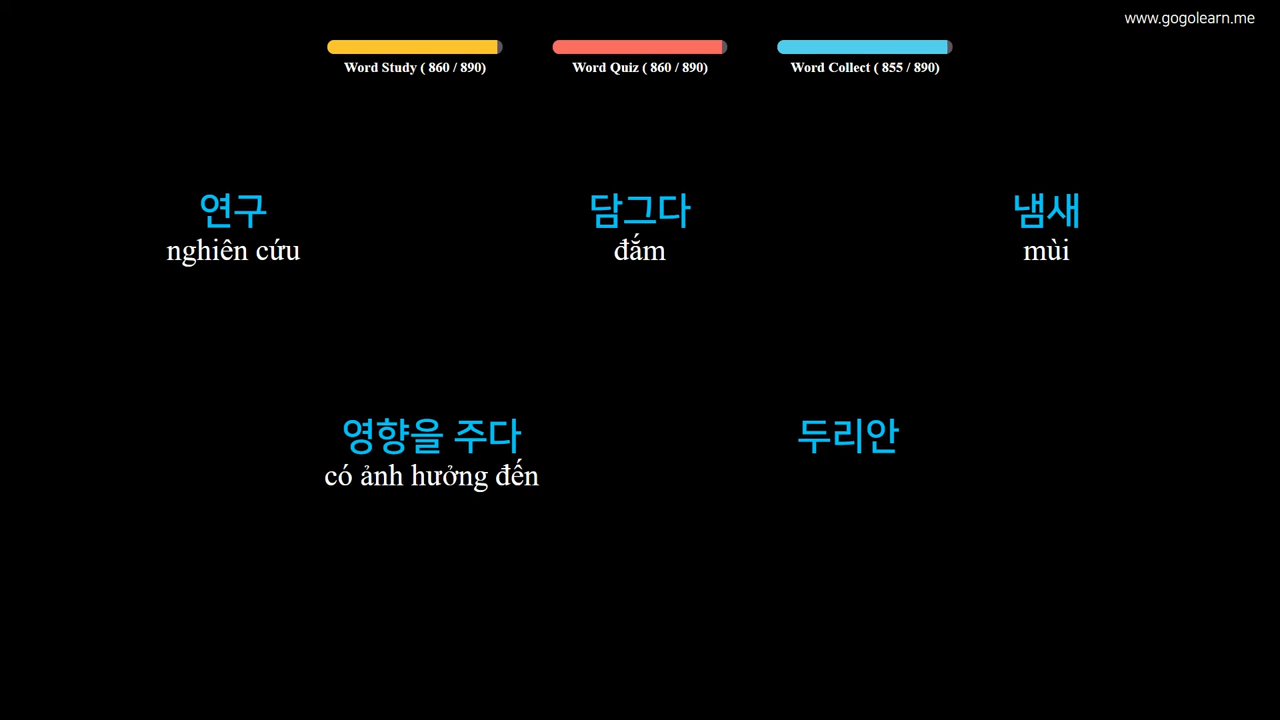 www.gogolearn.me
Word Study ( 860 / 890)
Word Quiz ( 860 / 890)
Word Collect ( 855 / 890)
연구
nghiên cứu
담그다
đắm
냄새
mùi
영향을 주다
có ảnh hưởng đến
두리안